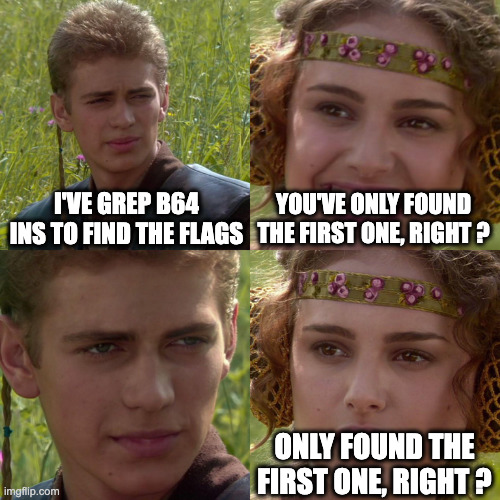 I'VE GREP B64
INS TO FIND THE FLAGS
YOU'VE ONLY FOUND
THE FIRST ONE, RIGHT ?
ONLY FOUND THE
FIRST ONE, RIGHT ?
imgflip.com